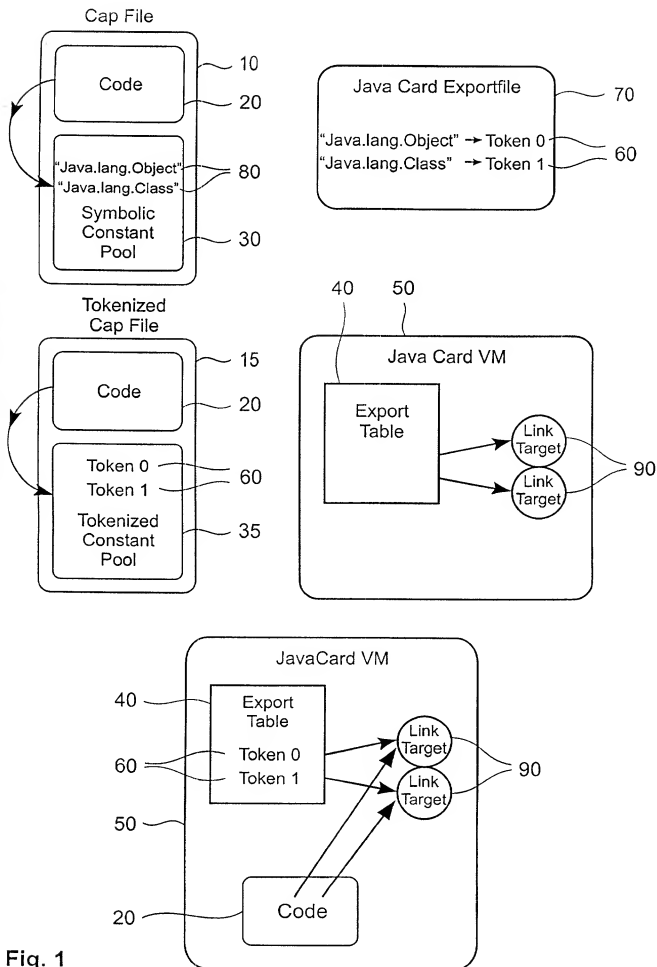 Cap File
Code
10
20
"Java.lang.Object"
"Java.lang.Class"
80
Symbolic
Constant
Pool
30
Java Card Exportfile
70
"Java.lang.Object" → Token 0
"Java.lang.Class" → Token 1
60
Tokenized
Cap File
Code
15
20
Token 0
Token 1
60
Tokenized
Constant
Pool
35
40
50
Java Card VM
Export
Table
Link
Target
Link
Target
90
JavaCard VM
40
Export
Table
Token 0
Token 1
60
Link
Target
Link
Target
90
50
20
Code
Fig. 1